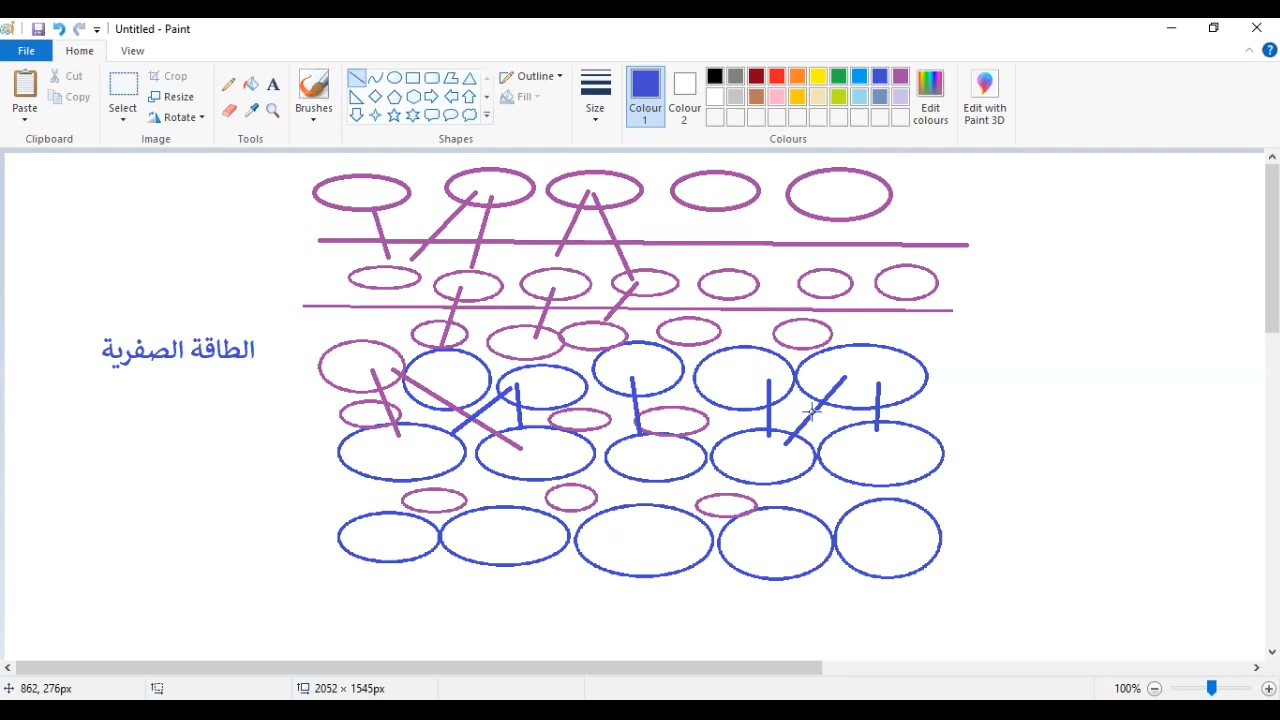 Untitled - Paint
File
Home
View
Paste
Cut
Copy
Clipboard
Select
Crop
Resize
Rotate
Image
Tools
Brushes
Outline
Fill
Shapes
Size
Colour 1
Colour 2
Edit colours
Edit with Paint 3D
Colours
الطاقة الصفرية
862, 276px
2052 × 1545px
100%